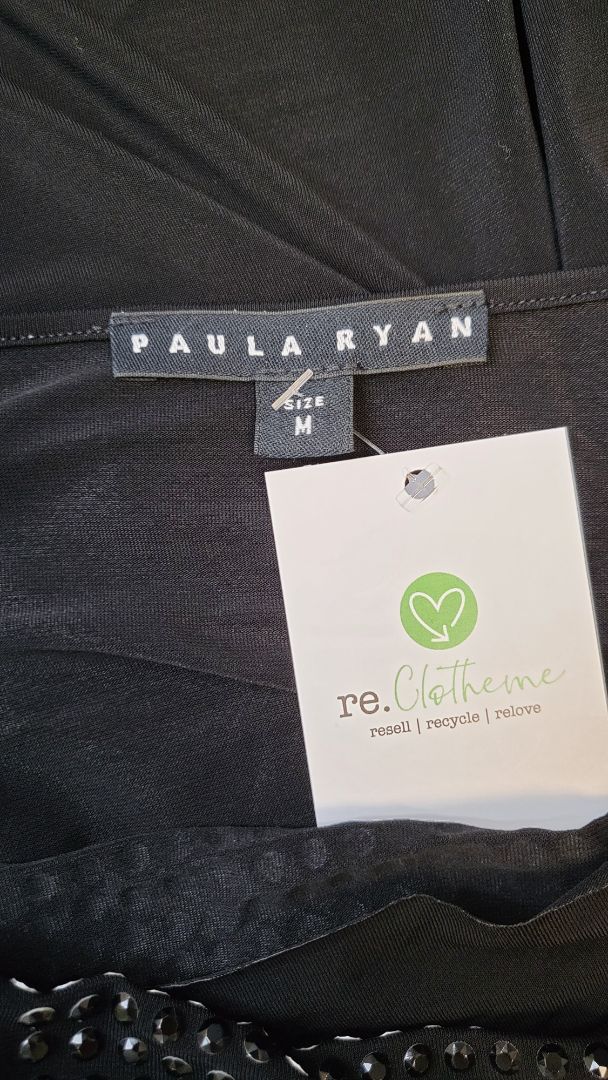 PAULA RYAN
SIZE
M
re.Clotheme
resell | recycle | relove